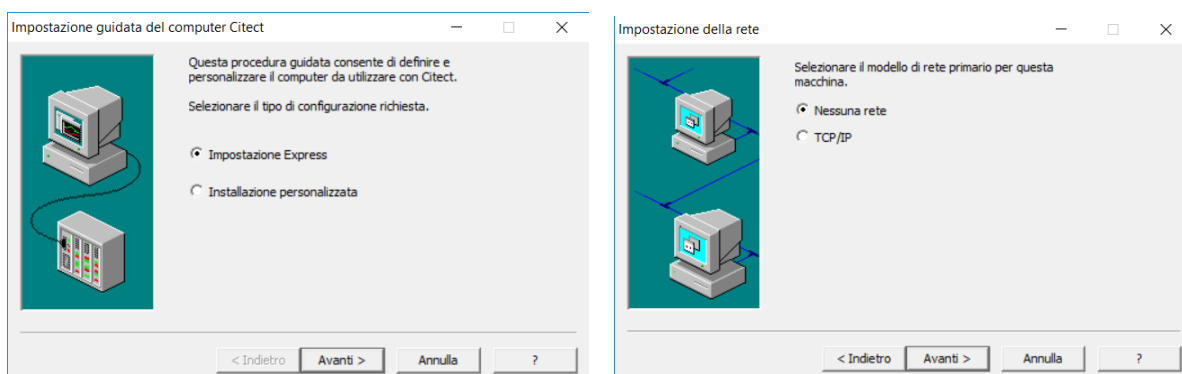 Impostazione guidata del computer Citect
Questa procedura guidata consente di definire e
personalizzare il computer da utilizzare con Citect.
Selezionare il tipo di configurazione richiesta.
Impostazione Express
Installazione personalizzata
< Indietro
Avanti >
Annulla
?
Impostazione della rete
Selezionare il modello di rete primario per questa
macchina.
Nessuna rete
TCP/IP
< Indietro
Avanti >
Annulla
?